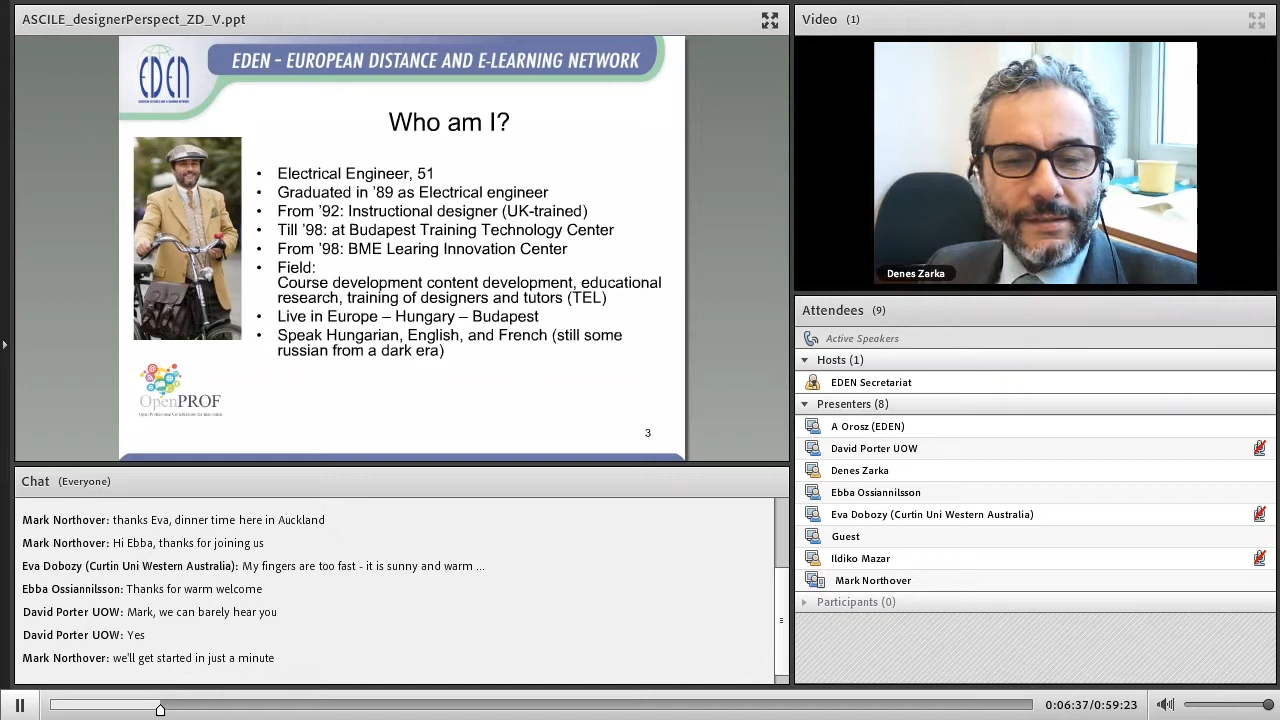 ASCILE_designerPerspect_ZD_V.ppt
EDEN
EDEN - EUROPEAN DISTANCE AND E-LEARNING NETWORK
Who am I?
• Electrical Engineer, 51
• Graduated in ’89 as Electrical engineer
• From ’92: Instructional designer (UK-trained)
• Till ’98: at Budapest Training Technology Center
• From ’98: BME Learing Innovation Center
• Field:
Course development content development, educational
research, training of designers and tutors (TEL)
• Live in Europe – Hungary – Budapest
• Speak Hungarian, English, and French (still some
russian from a dark era)
OpenPROF
3
Chat (Everyone)
Mark Northover: thanks Eva, dinner time here in Auckland
Mark Northover: Hi Ebba, thanks for joining us
Eva Dobozy (Curtin Uni Western Australia): My fingers are too fast - it is sunny and warm ...
Ebba Ossiannilsson: Thanks for warm welcome
David Porter UOW: Mark, we can barely hear you
David Porter UOW: Yes
Mark Northover: we'll get started in just a minute
Video (1)
Denes Zarka
Attendees (9)
Active Speakers
Hosts (1)
EDEN Secretariat
Presenters (8)
A Orosz (EDEN)
David Porter UOW
Denes Zarka
Ebba Ossiannilsson
Eva Dobozy (Curtin Uni Western Australia)
Guest
Ildiko Mazar
Mark Northover
Participants (0)
0:06:37/0:59:23